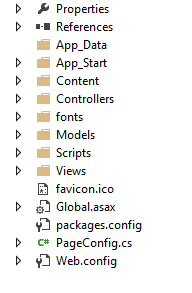 Properties
References
App_Data
App_Start
Content
Controllers
fonts
Models
Scripts
Views
favicon.ico
Global.asax
packages.config
C# PageConfig.cs
Web.config